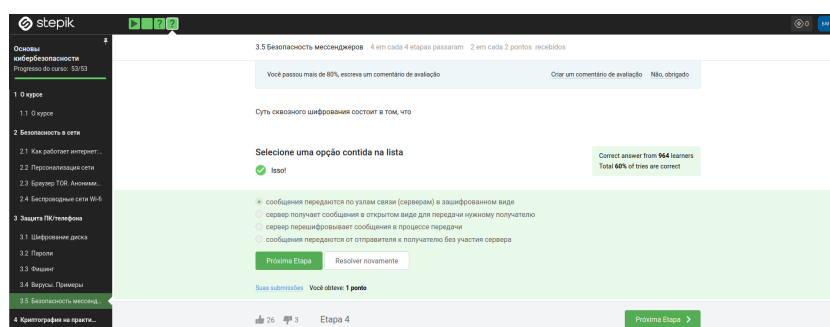 stepik
? ?
0
Основы кибербезопасности
Прогресс по курсу: 53/53
1 О курсе
1.1 О курсе
2 Безопасность в сети
2.1 Как работает интернет:...
2.2 Персонализация сети
2.3 Браузер TOR. Аноними...
2.4 Беспроводные сети Wi-fi
3 Защита ПК/телефона
3.1 Шифрование диска
3.2 Пароли
3.3 Фишинг
3.4 Вирусы. Примеры
3.5 Безопасность мессенд...
4 Криптография на практи...
3.5 Безопасность мессенджеров 4 em cada 4 etapas passaram 2 em cada 2 pontos recebidos
Você passou mais de 80%, escreva um comentário de avaliação Criar um comentário de avaliação Não, obrigado
Суть сквозного шифрования состоит в том, что
Selecione uma opção contida na lista
Isso!
Correct answer from 964 learners
Total 60% of tries are correct
сообщения передаются по узлам связи (серверам) в зашифрованном виде
сервер получает сообщения в открытом виде для передачи нужному получателю
сервер перешифровывает сообщения в процессе передачи
сообщения передаются от отправителя к получателю без участия сервера
Próxima Etapa Resolver novamente
Suas submissões Você obteve: 1 ponto
26 3 Etapa 4 Próxima Etapa